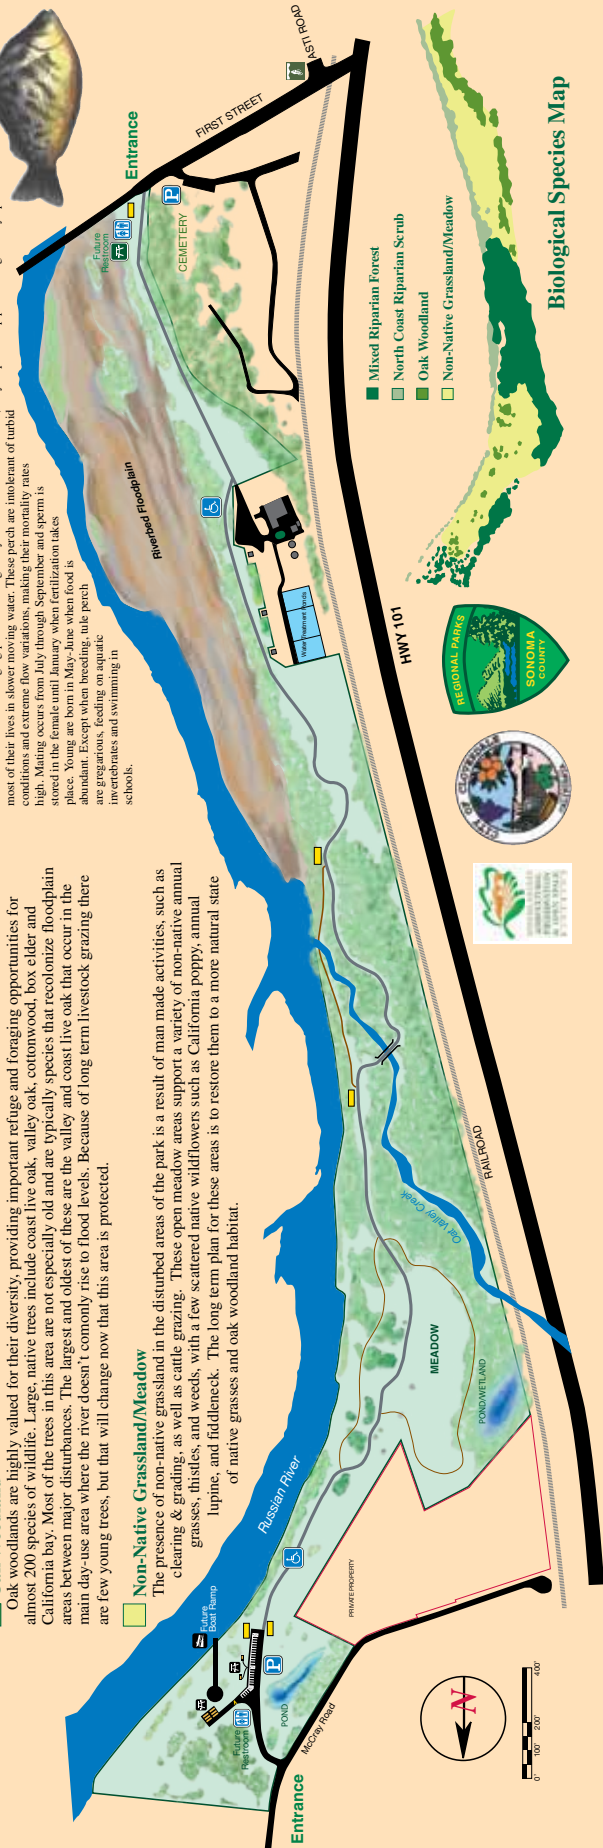 most of their lives in slower moving water. These perch are intolerant of turbid
conditions and extreme flow variations, making their mortality rates
high. Mating occurs from July through September and sperm is
stored in the female until January when fertilization takes
place. Young are born in May-June when food is
abundant. Except when breeding, tule perch
are gregarious, feeding on aquatic
invertebrates and swimming in
schools.
Oak woodlands are highly valued for their diversity, providing important refuge and foraging opportunities for
almost 200 species of wildlife. Large, native trees include coast live oak, valley oak, cottonwood, box elder and
California bay. Most of the trees in this area are not especially old and are typically species that recolonize floodplain
areas between major disturbances. The largest and oldest of these are the valley and coast live oak that occur in the
main day-use area where the river doesn't comonly rise to flood levels. Because of long term livestock grazing there
are few young trees, but that will change now that this area is protected.
Non-Native Grassland/Meadow
The presence of non-native grassland in the disturbed areas of the park is a result of man made activities, such as
clearing & grading, as well as cattle grazing. These open meadow areas support a variety of non-native annual
grasses, thistles, and weeds, with a few scattered native wildflowers such as California poppy, annual
lupine, and fiddleneck. The long term plan for these areas is to restore them to a more natural state
of native grasses and oak woodland habitat.
Russian River
Future
Boat Ramp
P
Future
Restroom
POND
McCray Road
Entrance
PRIVATE PROPERTY
MEADOW
POND/WETLAND
Oat Valley Creek
RAILROAD
HWY 101
Water Treatment Ponds
Riverbed Floodplain
Future
Restroom
P
CEMETERY
Entrance
FIRST STREET
ASTI ROAD
N
0'
100'
200'
400'
CITY OF CLOVERDALE
REGIONAL PARKS
SONOMA
COUNTY
Mixed Riparian Forest
North Coast Riparian Scrub
Oak Woodland
Non-Native Grassland/Meadow
Biological Species Map